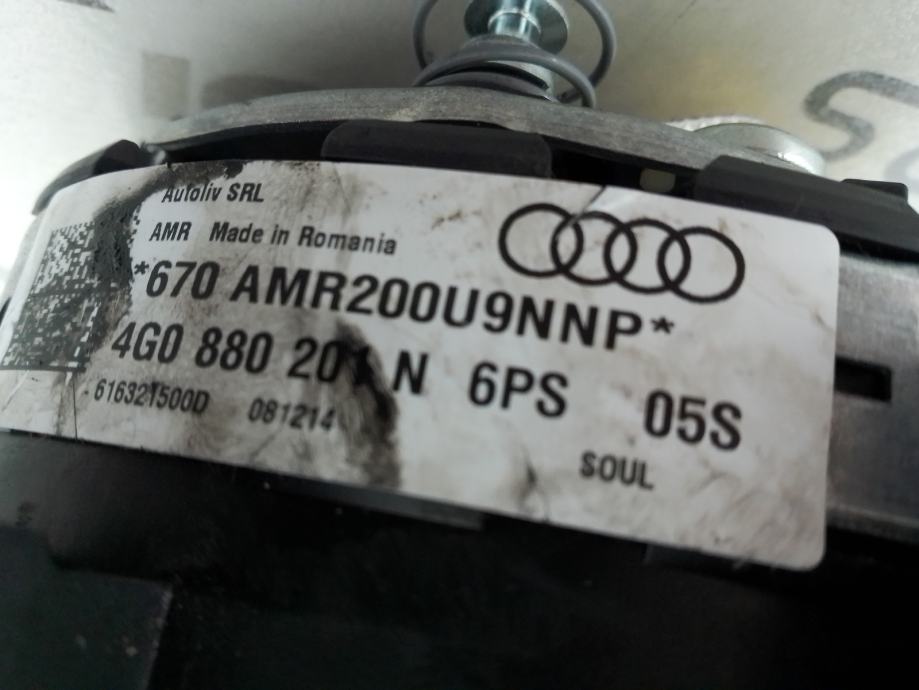 Autoliv SRL
AMR Made in Romania
*670 AMR200U9NNP*
4G0 880 201 N 6PS 05S
616321500D 081214
SOUL